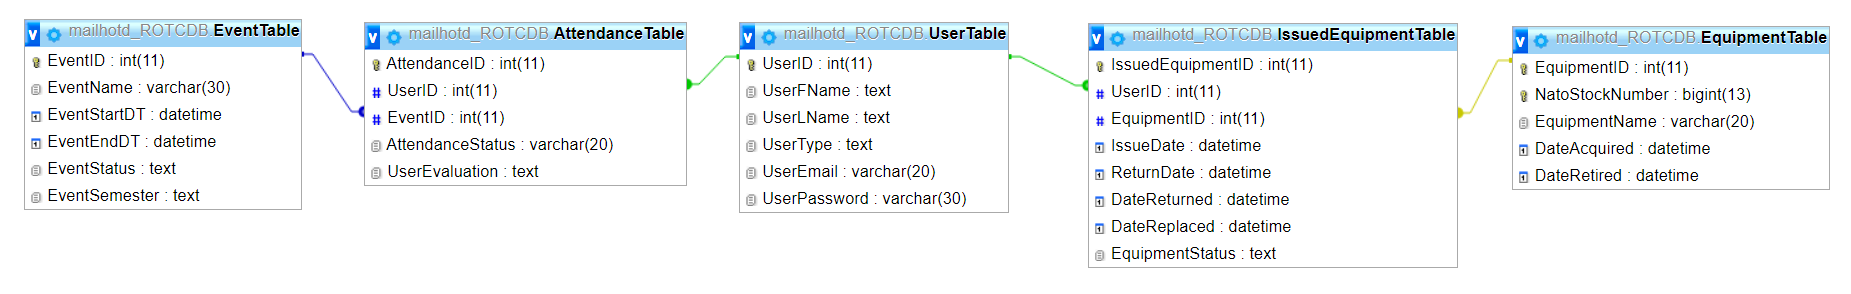 v mailhotd_ROTCDB EventTable
EventID : int(11)
EventName : varchar(30)
EventStartDT : datetime
EventEndDT : datetime
EventStatus : text
EventSemester : text
v mailhotd_ROTCDB AttendanceTable
AttendanceID : int(11)
# UserID : int(11)
# EventID : int(11)
AttendanceStatus : varchar(20)
UserEvaluation : text
v mailhotd_ROTCDB UserTable
UserID : int(11)
UserFName : text
UserLName : text
UserType : text
UserEmail : varchar(20)
UserPassword : varchar(30)
v mailhotd_ROTCDB IssuedEquipmentTable
IssuedEquipmentID : int(11)
# UserID : int(11)
# EquipmentID : int(11)
IssueDate : datetime
ReturnDate : datetime
DateReturned : datetime
DateReplaced : datetime
EquipmentStatus : text
v mailhotd_ROTCDB EquipmentTable
EquipmentID : int(11)
NatoStockNumber : bigint(13)
EquipmentName : varchar(20)
DateAcquired : datetime
DateRetired : datetime